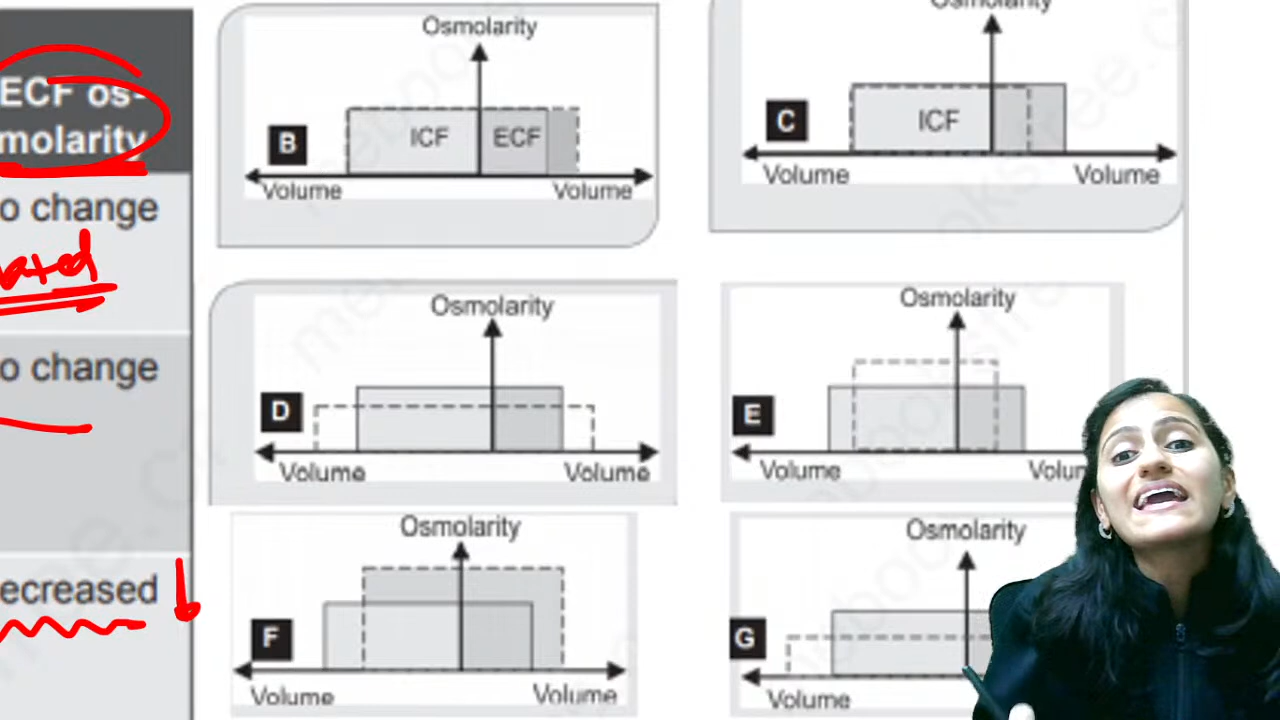 ECF os-
molarity
o change
o change
ecreased
Osmolarity
B
ICF
ECF
Volume
Volume
Osmolarity
C
ICF
Volume
Volume
Osmolarity
D
Volume
Volume
Osmolarity
E
Volume
Volun
Osmolarity
F
Volume
Volume
Osmolarity
G
Volume